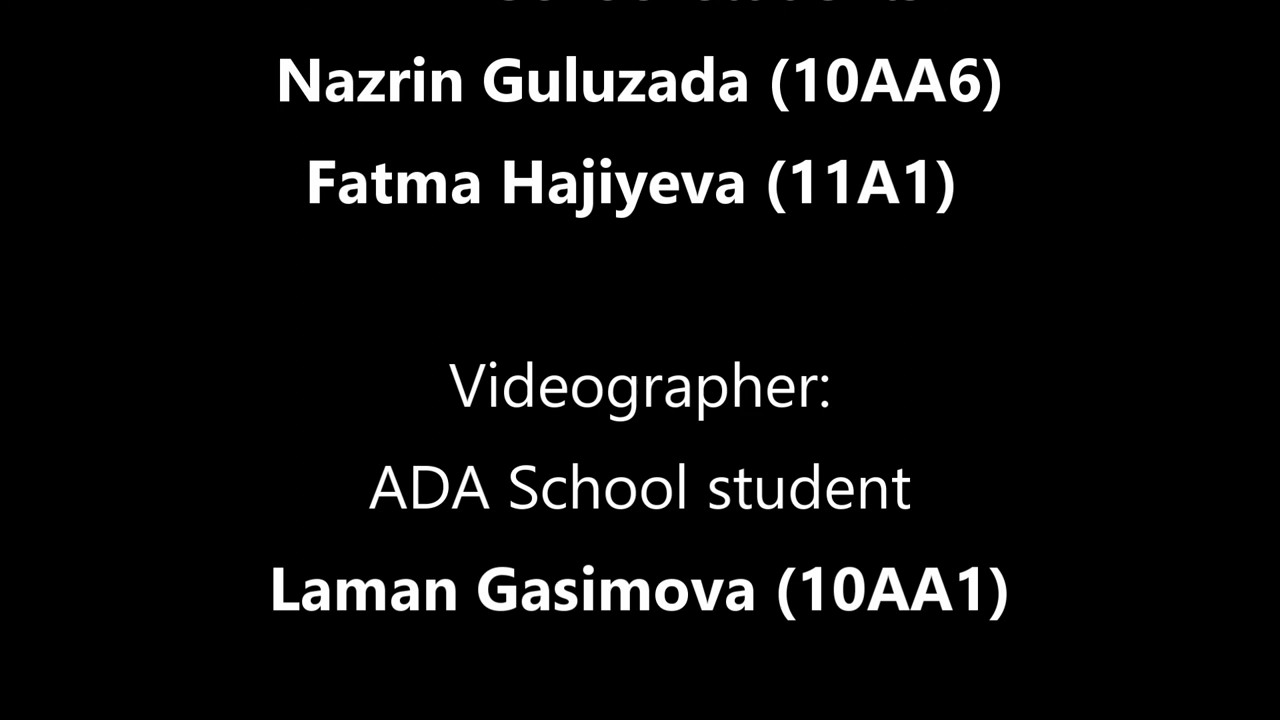 Nazrin Guluzada (10AA6)
Fatma Hajiyeva (11A1)
Videographer:
ADA School student
Laman Gasimova (10AA1)